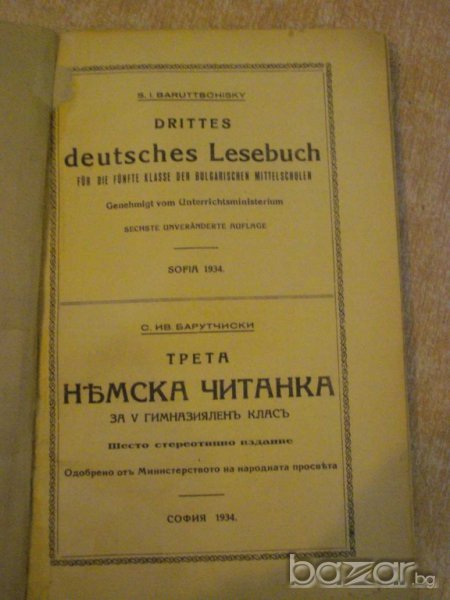 S. I. BARUTTSCHISKY
DRITTES
deutsches Lesebuch
FÜR DIE FÜNFTE KLASSE DER BULGARISCHEN MITTELSCHULEN
Genehmigt vom Unterrichtsministerium
SECHSTE UNVERÄNDERTE AUFLAGE
SOFIA 1934.
С. ИВ. БАРУТЧИСКИ
ТРЕТА
НѢМСКА ЧИТАНКА
ЗА V ГИМНАЗИЯЛЕНЪ КЛАСЪ
Шесто стереотипно издание
Одобрено отъ Министерството на народната просвѣта
СОФИЯ 1934.
bazar.bg